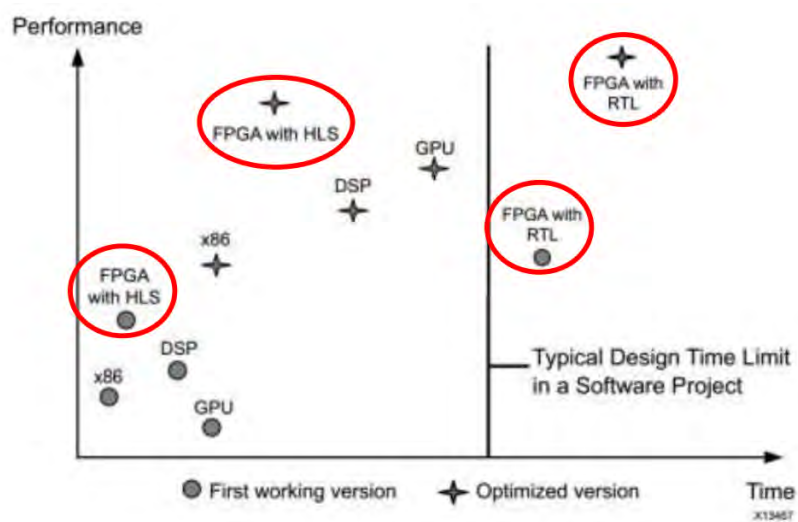 Performance
FPGA with
RTL
FPGA with HLS
GPU
DSP
FPGA with
RTL
x86
FPGA
with HLS
DSP
x86
GPU
Typical Design Time Limit
in a Software Project
First working version
Optimized version
Time
X13467